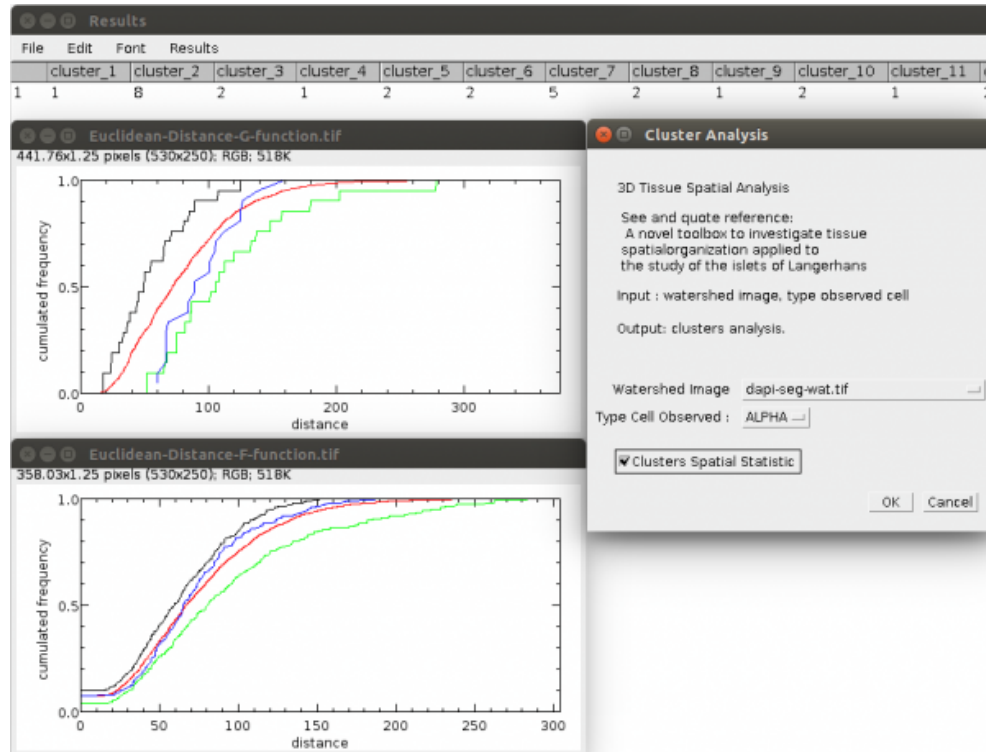 Results
File Edit Font Results
cluster_1 cluster_2 cluster_3 cluster_4 cluster_5 cluster_6 cluster_7 cluster_8 cluster_9 cluster_10 cluster_11
1 1 8 2 1 2 2 5 2 1 2 1
Euclidean-Distance-G-function.tif
441.76x1.25 pixels (530x250); RGB; 518K
1.0
0.5
0.0
cumulated frequency
0 100 200 300
distance
Euclidean-Distance-F-function.tif
358.03x1.25 pixels (530x250); RGB; 518K
1.0
0.5
0.0
cumulated frequency
0 50 100 150 200 250 300
distance
Cluster Analysis
3D Tissue Spatial Analysis
See and quote reference:
A novel toolbox to investigate tissue
spatialorganization applied to
the study of the islets of Langerhans
Input : watershed image, type observed cell
Output: clusters analysis.
Watershed Image dapi-seg-wat.tif
Type Cell Observed : ALPHA
Clusters Spatial Statistic
OK Cancel